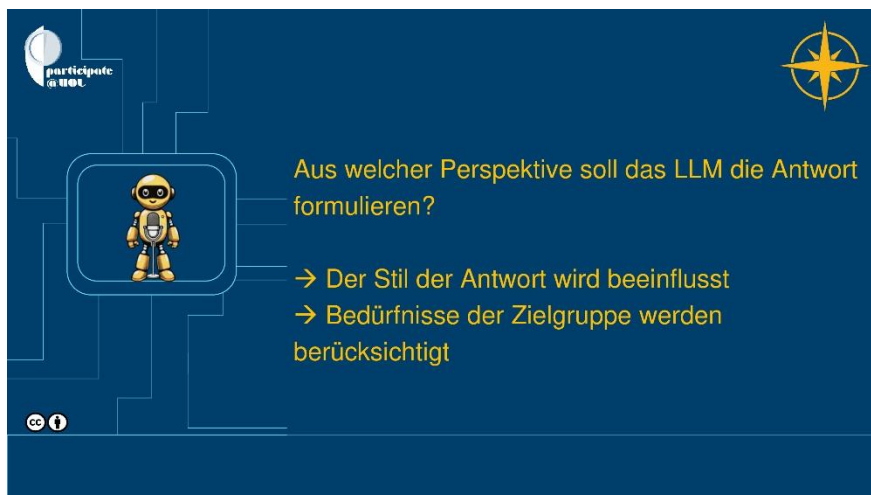 participate
@UOL
Aus welcher Perspektive soll das LLM die Antwort
formulieren?
→ Der Stil der Antwort wird beeinflusst
→ Bedürfnisse der Zielgruppe werden
berücksichtigt
cc